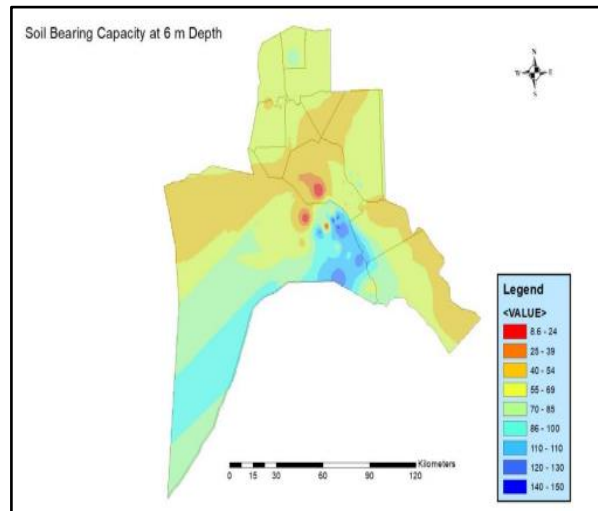 Soil Bearing Capacity at 6 m Depth
N
W E
S
Legend
<VALUE>
8.6 - 24
25 - 39
40 - 54
55 - 69
70 - 85
86 - 100
110 - 110
120 - 130
140 - 150
Kilometers
0 15 30 60 90 120